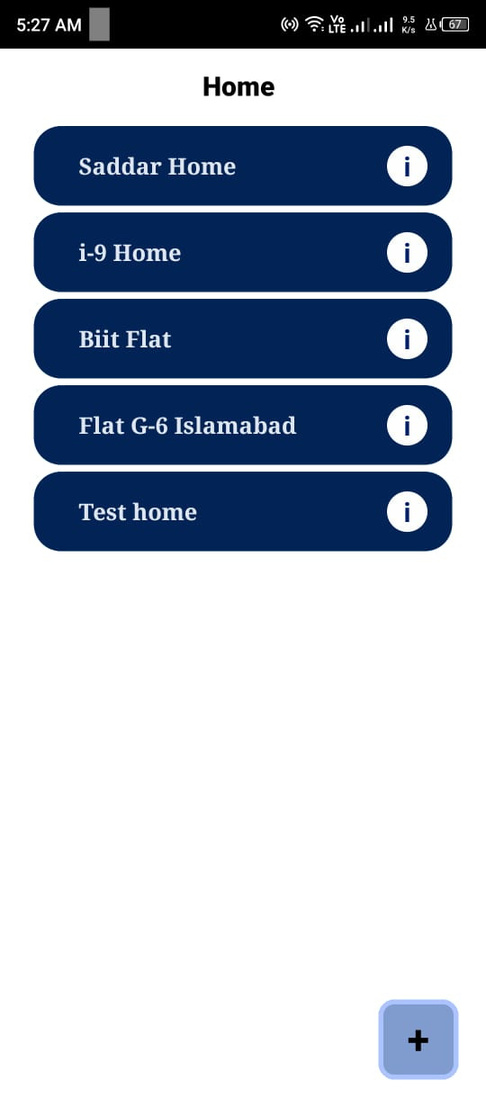 5:27 AM
Vo LTE
9.5 K/s
67
Home
Saddar Home
i
i-9 Home
i
Biit Flat
i
Flat G-6 Islamabad
i
Test home
i
+